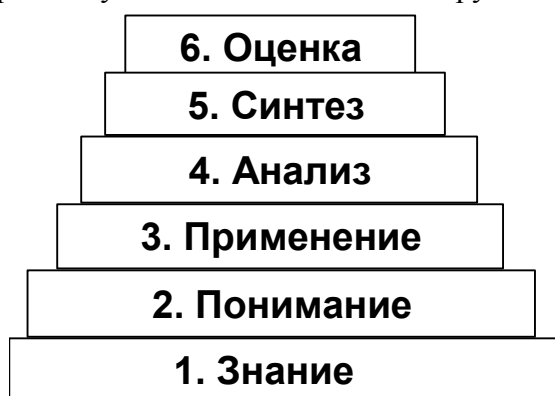 6. Оценка
5. Синтез
4. Анализ
3. Применение
2. Понимание
1. Знание